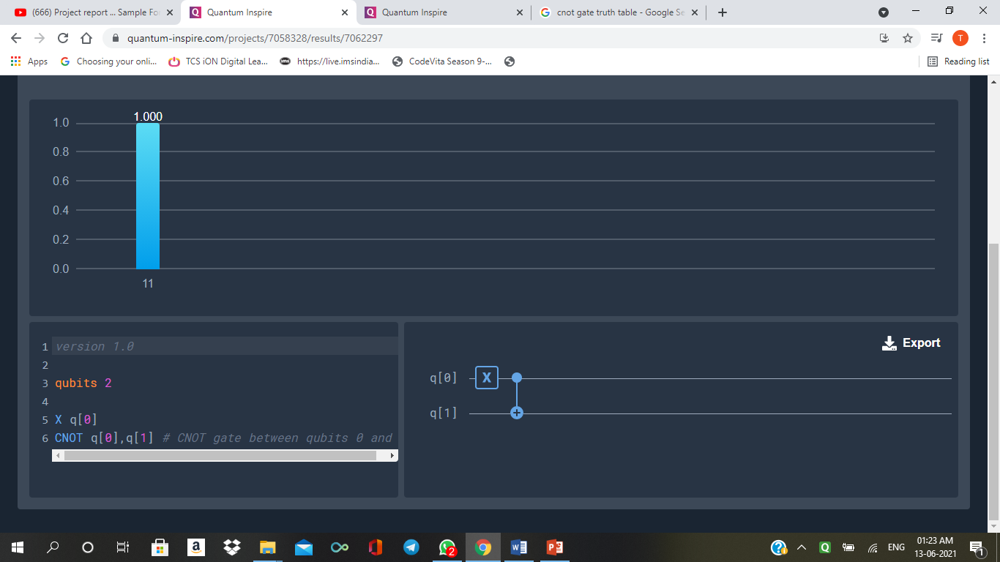 (666) Project report ... Sample Fo
Quantum Inspire
Quantum Inspire
cnot gate truth table - Google Se
quantum-inspire.com/projects/7058328/results/7062297
T
Apps
Choosing your onli...
TCS iON Digital Lea...
https://live.imsindia...
CodeVita Season 9-...
Reading list
1.000
1.0
0.8
0.6
0.4
0.2
0.0
11
1 version 1.0
2
3 qubits 2
4
5 X q[0]
6 CNOT q[0],q[1] # CNOT gate between qubits 0 and
Export
q[0] X
q[1]
2
ENG
01:23 AM
13-06-2021
1